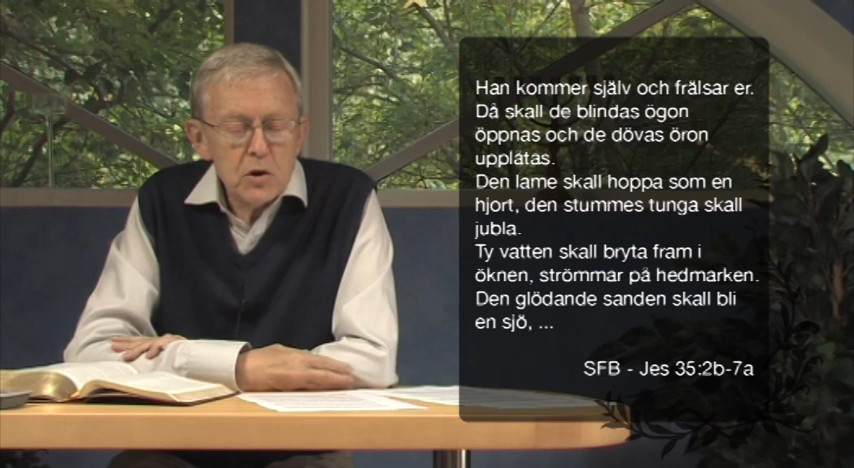 Han kommer själv och frälsar er.
Då skall de blindas ögon
öppnas och de dövas öron
upplåtas.
Den lame skall hoppa som en
hjort, den stummes tunga skall
jubla.
Ty vatten skall bryta fram i
öknen, strömmar på hedmarken.
Den glödande sanden skall bli
en sjö, ...
SFB - Jes 35:2b-7a